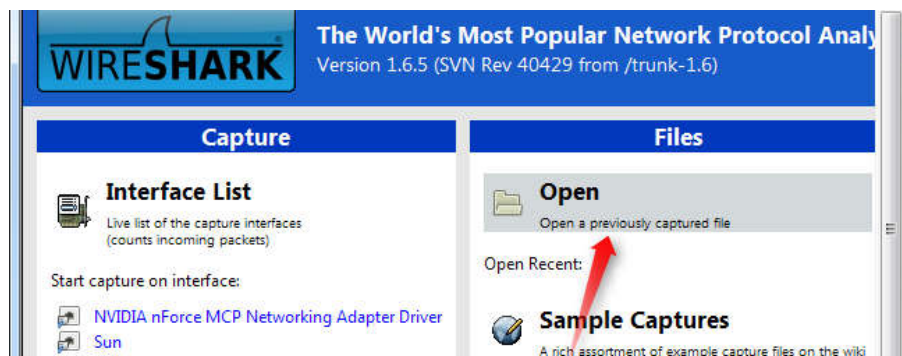 WIRESHARK
The World's Most Popular Network Protocol Analy
Version 1.6.5 (SVN Rev 40429 from /trunk-1.6)
Capture
Interface List
Live list of the capture interfaces
(counts incoming packets)
Start capture on interface:
NVIDIA nForce MCP Networking Adapter Driver
Sun
Files
Open
Open a previously captured file
Open Recent:
Sample Captures
A rich assortment of example capture files on the wiki